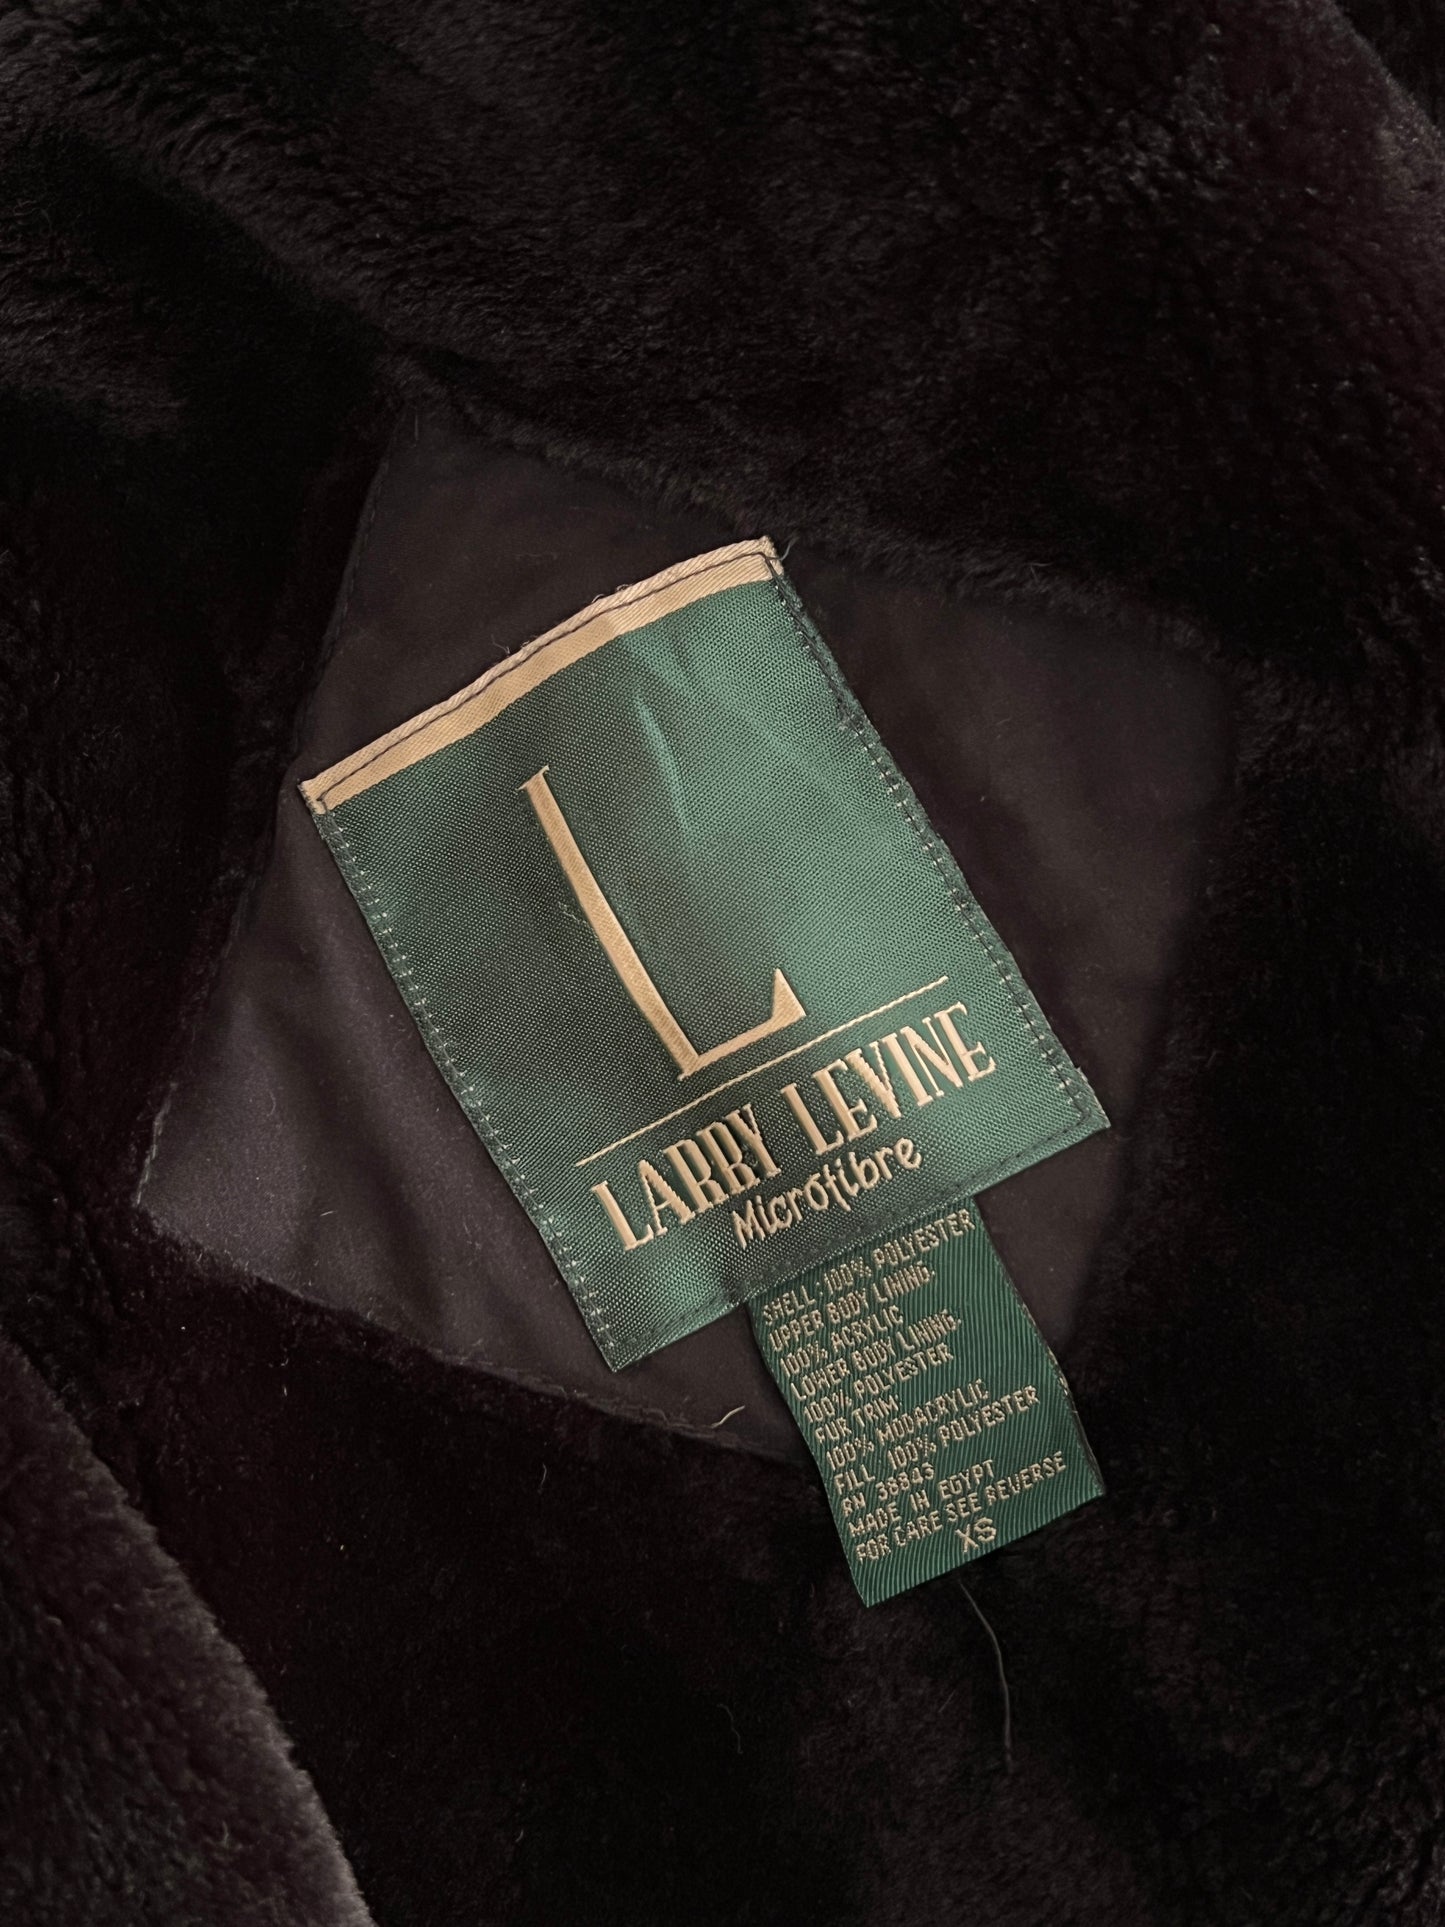 L
LARRY LEVINE
Microfibre
SHELL 100% POLYESTER
UPPER BODY LINING:
100% ACRYLIC
LOWER BODY LINING:
100% POLYESTER
FUR TRIM:
100% MODACRYLIC
FILL 100% POLYESTER
RN 38843
MADE IN EGYPT
FOR CARE SEE REVERSE
XS